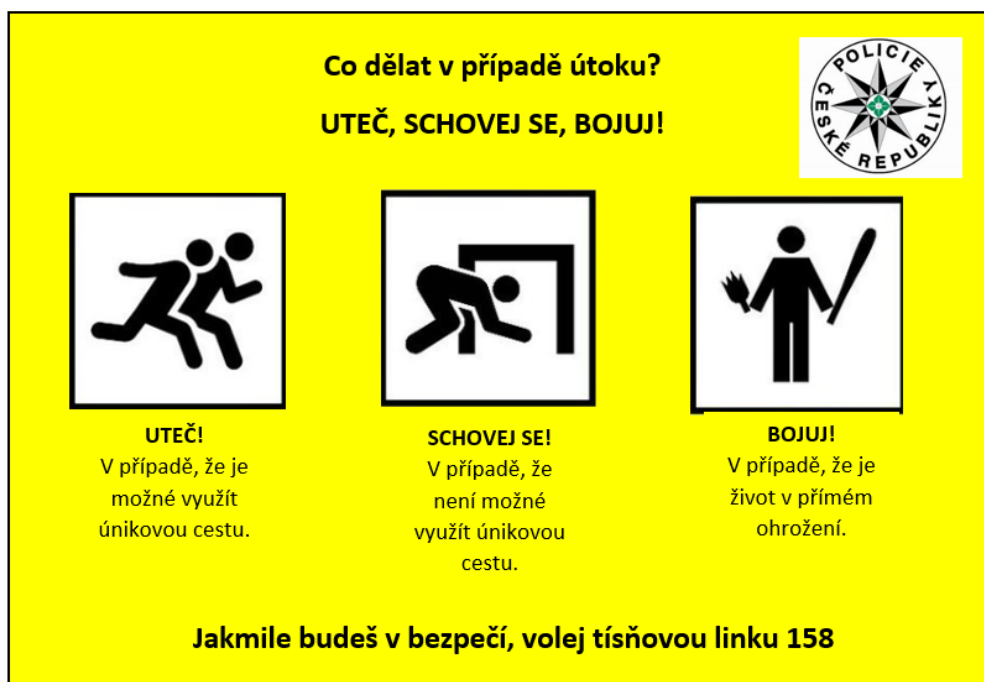 Co dělat v případě útoku?
UTEČ, SCHOVEJ SE, BOJUJ!
POLICIE
ČESKÉ REPUBLIKY
UTEČ!
V případě, že je
možné využít
únikovou cestu.
SCHOVEJ SE!
V případě, že
není možné
využít únikovou
cestu.
BOJUJ!
V případě, že je
život v přímém
ohrožení.
Jakmile budeš v bezpečí, volej tísňovou linku 158